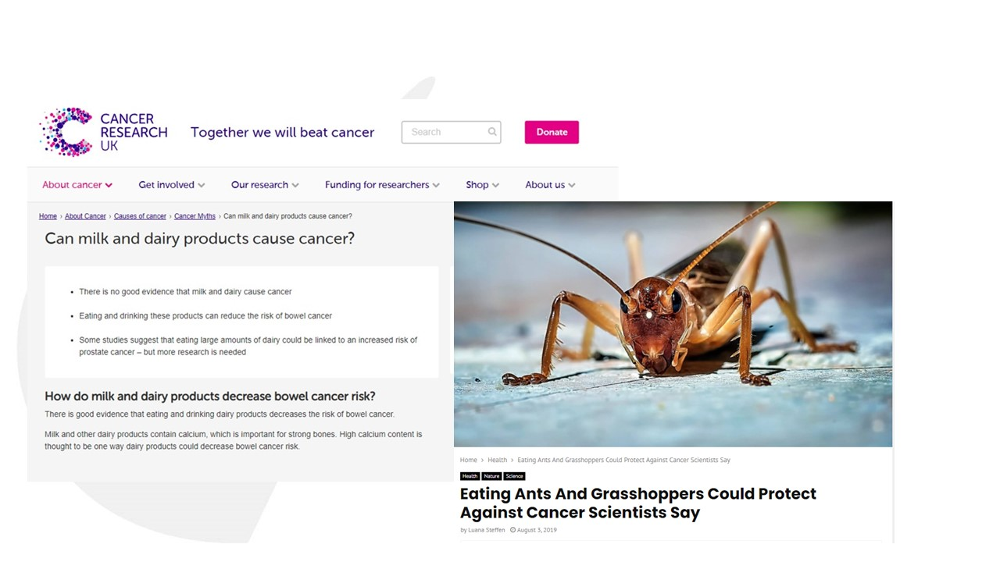 CANCER
RESEARCH
UK
Together we will beat cancer
Search
Donate
About cancer
Get involved
Our research
Funding for researchers
Shop
About us
Home › About Cancer › Causes of cancer › Cancer Myths › Can milk and dairy products cause cancer?
Can milk and dairy products cause cancer?
• There is no good evidence that milk and dairy cause cancer
• Eating and drinking these products can reduce the risk of bowel cancer
• Some studies suggest that eating large amounts of dairy could be linked to an increased risk of
prostate cancer – but more research is needed
How do milk and dairy products decrease bowel cancer risk?
There is good evidence that eating and drinking dairy products decreases the risk of bowel cancer.
Milk and other dairy products contain calcium, which is important for strong bones. High calcium content is
thought to be one way dairy products could decrease bowel cancer risk.
Home > Health > Eating Ants And Grasshoppers Could Protect Against Cancer Scientists Say
Health Nature Science
Eating Ants And Grasshoppers Could Protect
Against Cancer Scientists Say
by Luana Steffen August 3, 2019